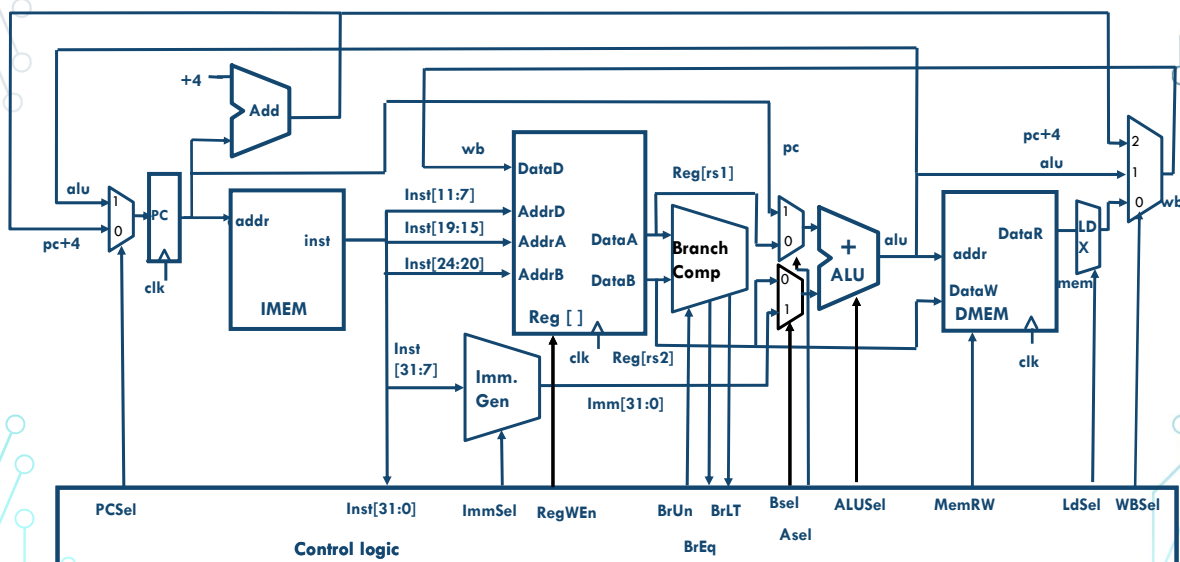 +4
Add
alu
1
0
pc+4
PC
clk
addr
inst
IMEM
Inst[11:7]
Inst[19:15]
Inst[24:20]
wb
DataD
AddrD
AddrA
AddrB
DataA
DataB
Reg [ ]
clk
Reg[rs1]
Reg[rs2]
Branch
Comp
pc
1
0
0
1
+
ALU
alu
Inst
[31:7]
Imm.
Gen
Imm[31:0]
addr
DataR
DataW
DMEM
clk
LD
X
mem
pc+4
alu
2
1
0
wb
PCSel
Inst[31:0]
ImmSel
RegWEn
BrUn
BrLT
BrEq
Bsel
Asel
ALUSel
MemRW
LdSel
WBSel
Control logic